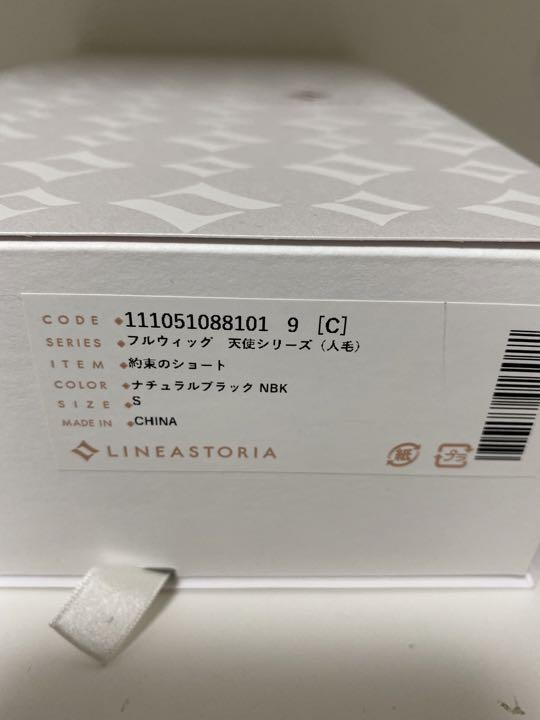 CODE 111051088101 9 [C]
SERIES フルウィッグ 天使シリーズ（人毛）
ITEM 約束のショート
COLOR ナチュラルブラック NBK
SIZE S
MADE IN CHINA
LINEASTORIA
紙 プラ